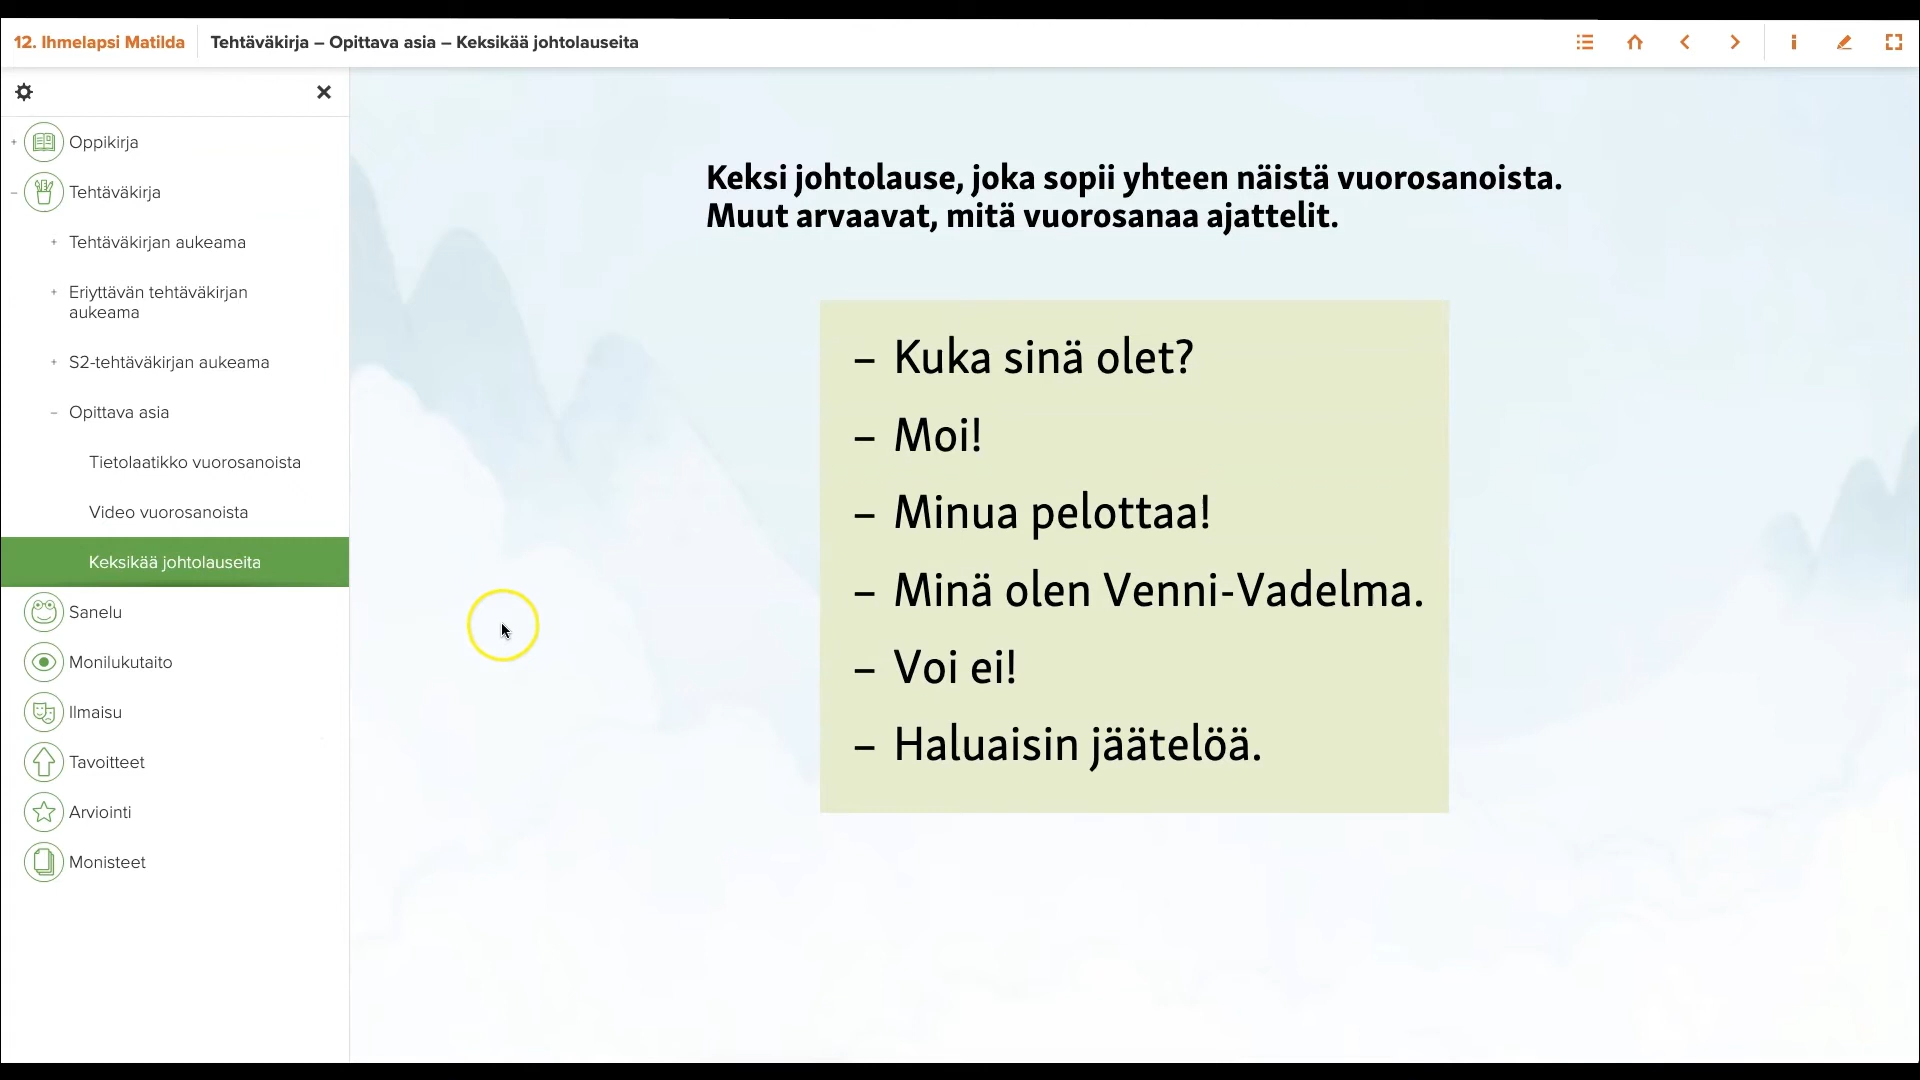 12. Ihmelapsi Matilda
Tehtäväkirja – Opittava asia – Keksikää johtolauseita
Oppikirja
Tehtäväkirja
Tehtäväkirjan aukeama
Eriyttävän tehtäväkirjan
aukeama
S2-tehtäväkirjan aukeama
Opittava asia
Tietolaatikko vuorosanoista
Video vuorosanoista
Keksikää johtolauseita
Sanelu
Monilukutaito
Ilmaisu
Tavoitteet
Arviointi
Monisteet
Keksi johtolause, joka sopii yhteen näistä vuorosanoista.
Muut arvaavat, mitä vuorosanaa ajattelit.
– Kuka sinä olet?
– Moi!
– Minua pelottaa!
– Minä olen Venni-Vadelma.
– Voi ei!
– Haluaisin jäätelöä.